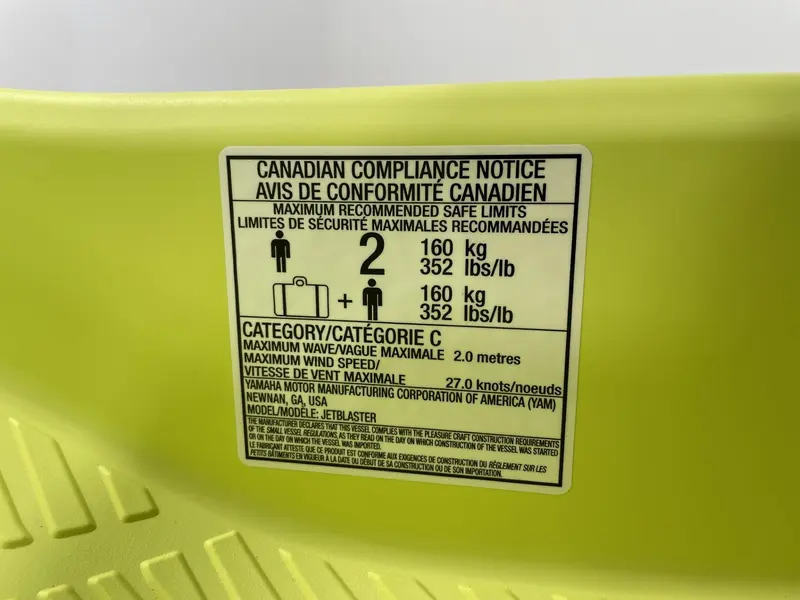 CANADIAN COMPLIANCE NOTICE
AVIS DE CONFORMITÉ CANADIEN
MAXIMUM RECOMMENDED SAFE LIMITS
LIMITES DE SÉCURITÉ MAXIMALES RECOMMANDÉES
2 160 kg
352 lbs/lb
+ 160 kg
352 lbs/lb
CATEGORY/CATÉGORIE C
MAXIMUM WAVE/VAGUE MAXIMALE 2.0 metres
MAXIMUM WIND SPEED/
VITESSE DE VENT MAXIMALE 27.0 knots/noeuds
YAMAHA MOTOR MANUFACTURING CORPORATION OF AMERICA (YAM)
NEWNAN, GA, USA
MODEL/MODÈLE: JETBLASTER
THE MANUFACTURER DECLARES THAT THIS VESSEL COMPLIES WITH THE PLEASURE CRAFT CONSTRUCTION REQUIREMENTS
OF THE SMALL VESSEL REGULATIONS, AS THEY READ ON THE DAY ON WHICH CONSTRUCTION OF THE VESSEL WAS STARTED
OR ON THE DAY ON WHICH THE VESSEL WAS IMPORTED.
LE FABRICANT ATTESTE QUE CE PRODUIT EST CONFORME AUX EXIGENCES DE CONSTRUCTION DU RÈGLEMENT SUR LES
PETITS BÂTIMENTS EN VIGUEUR À LA DATE DU DÉBUT DE SA CONSTRUCTION OU DE SON IMPORTATION.